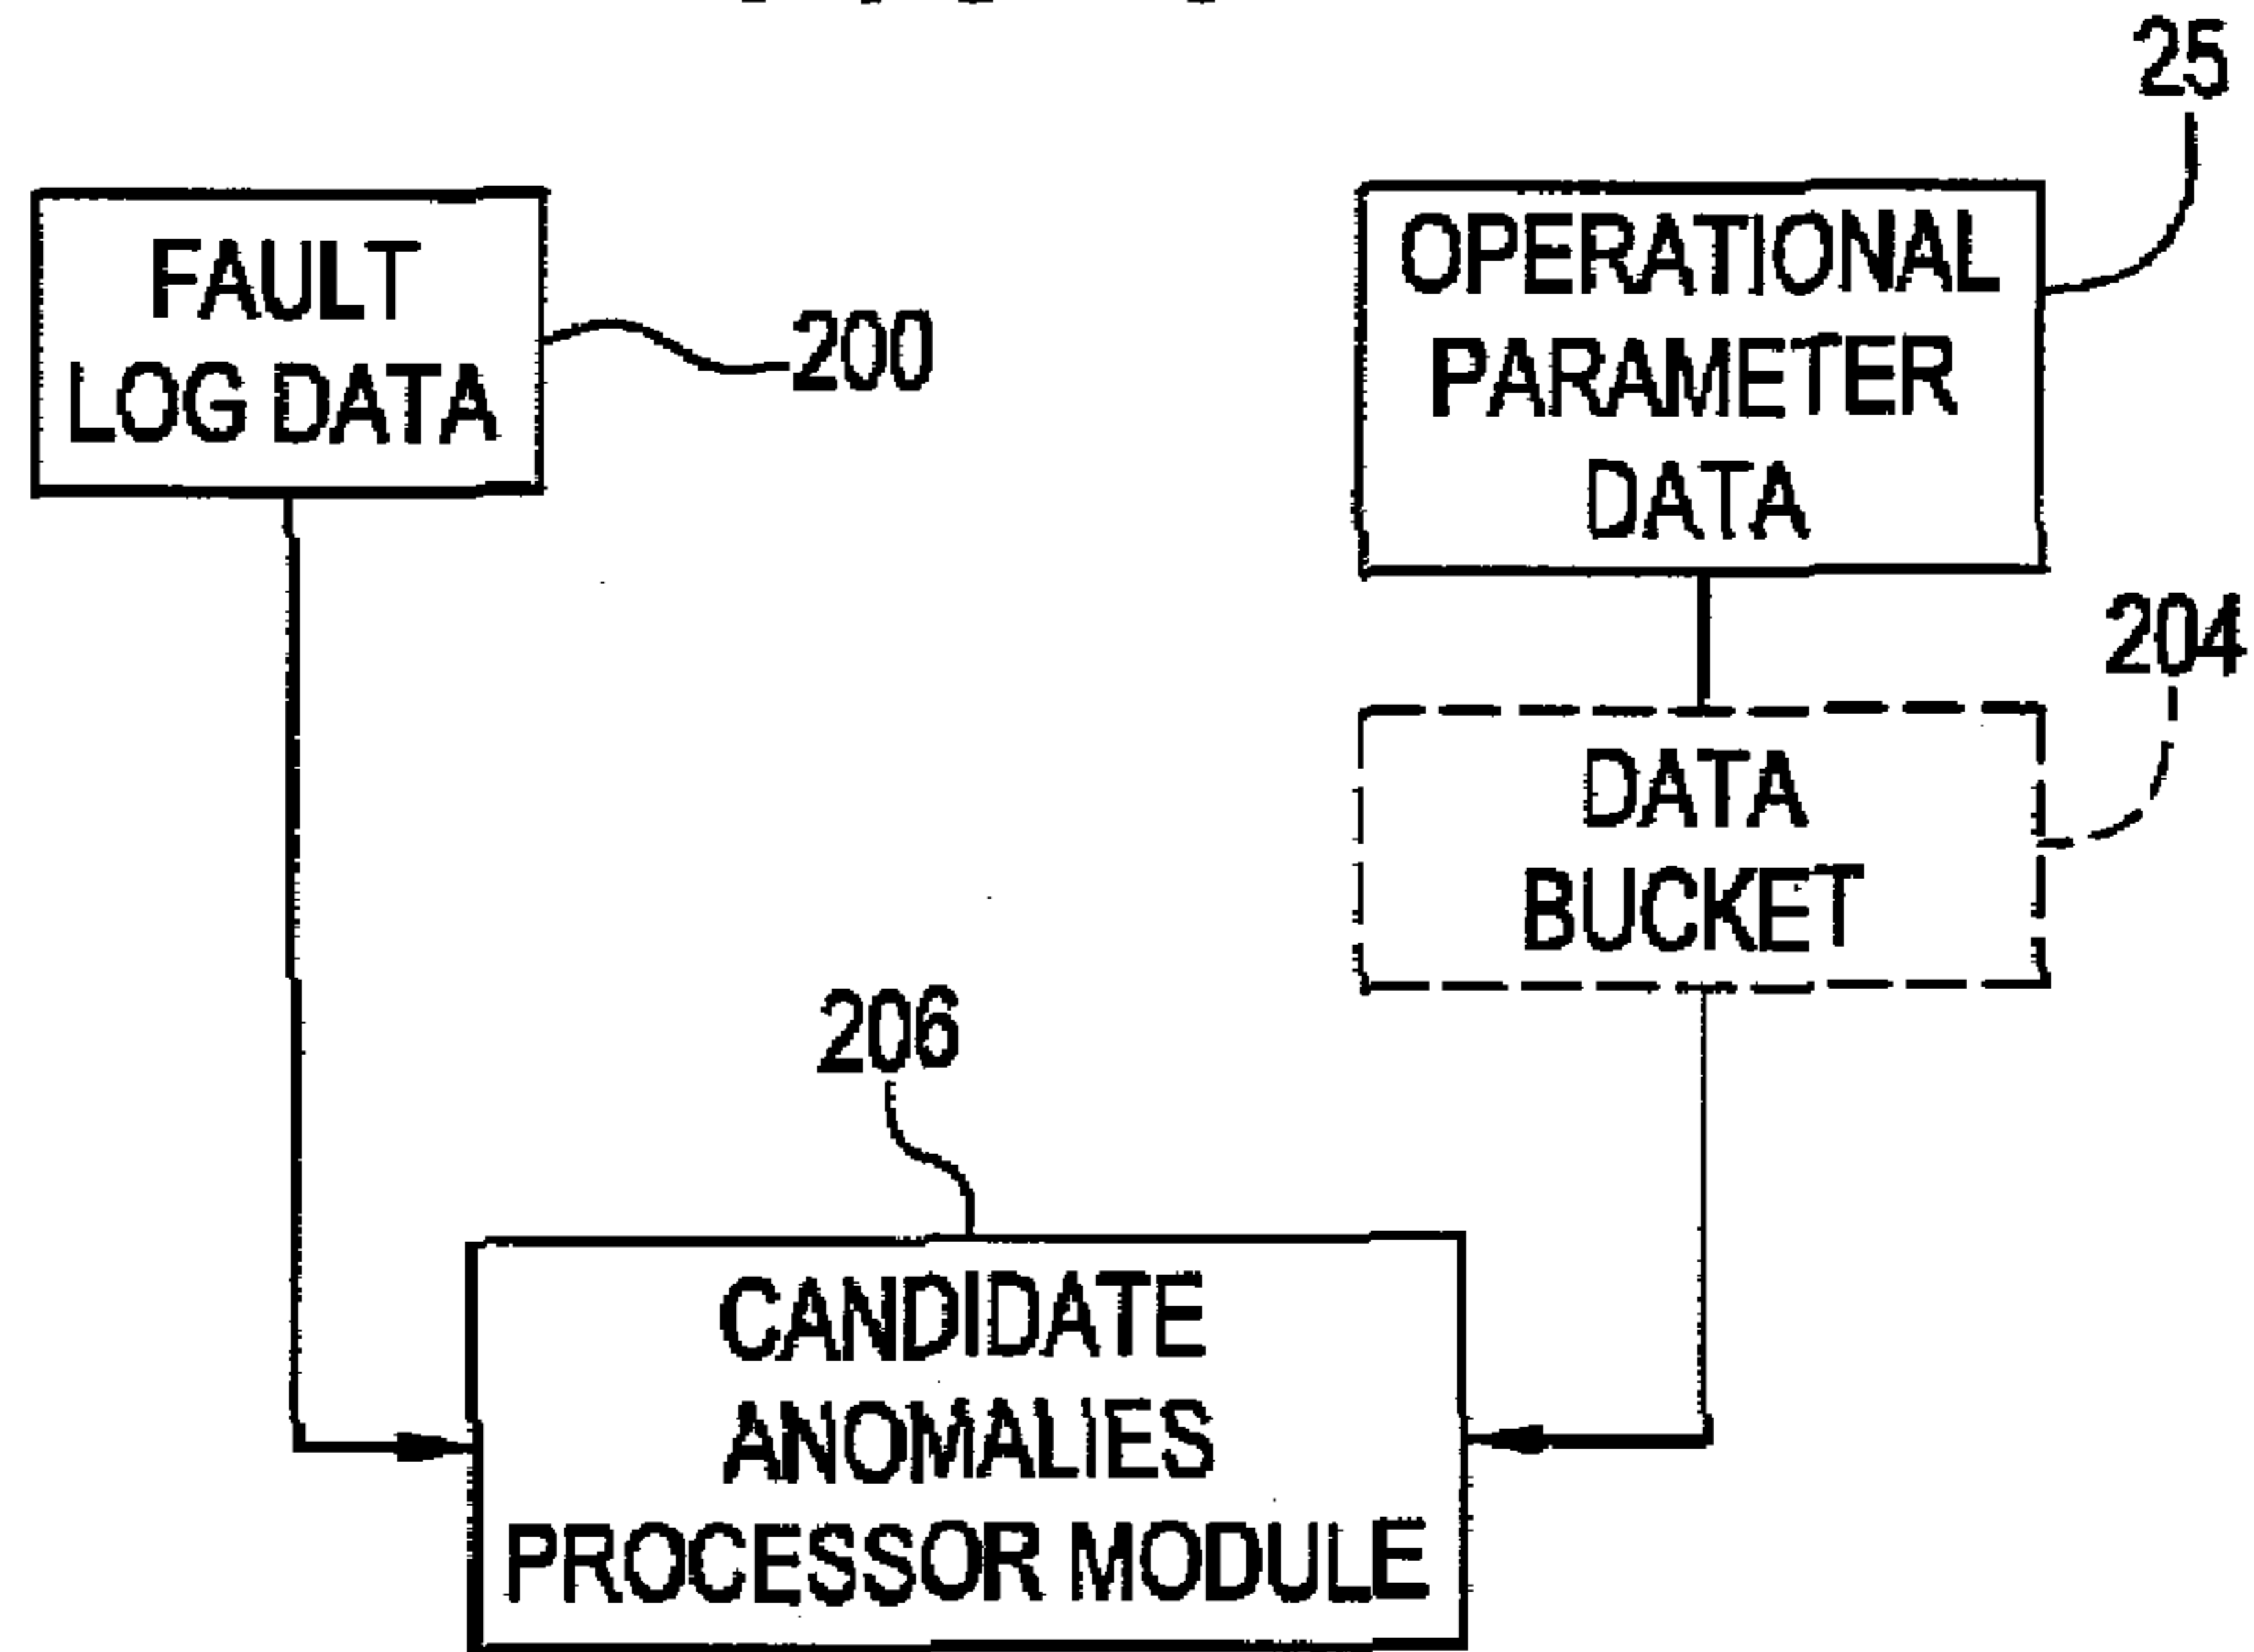 25
FAULT
LOG DATA
200
OPERATIONAL
PARAMETER
DATA
204
DATA
BUCKET
206
CANDIDATE
ANOMALIES
PROCESSOR MODULE